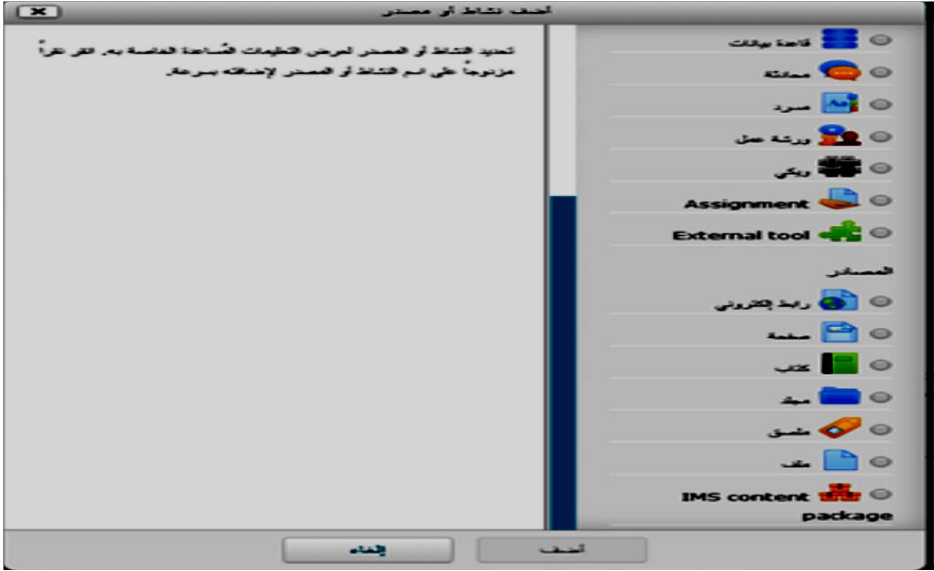 أضف نشاط أو مصدر
قاعدة بيانات
محادثة
مسرد
ورشة عمل
ويكي
Assignment
External tool
المصادر
رابط إلكتروني
صفحة
كتاب
مجلد
ملصق
ملف
IMS content
package
تحديد النشاط أو المصدر لعرض التعليمات المُساعدة الخاصة به. انقر نقراً
مزدوجاً على اسم النشاط أو المصدر لإضافته بسرعة.
أضف
إلغاء